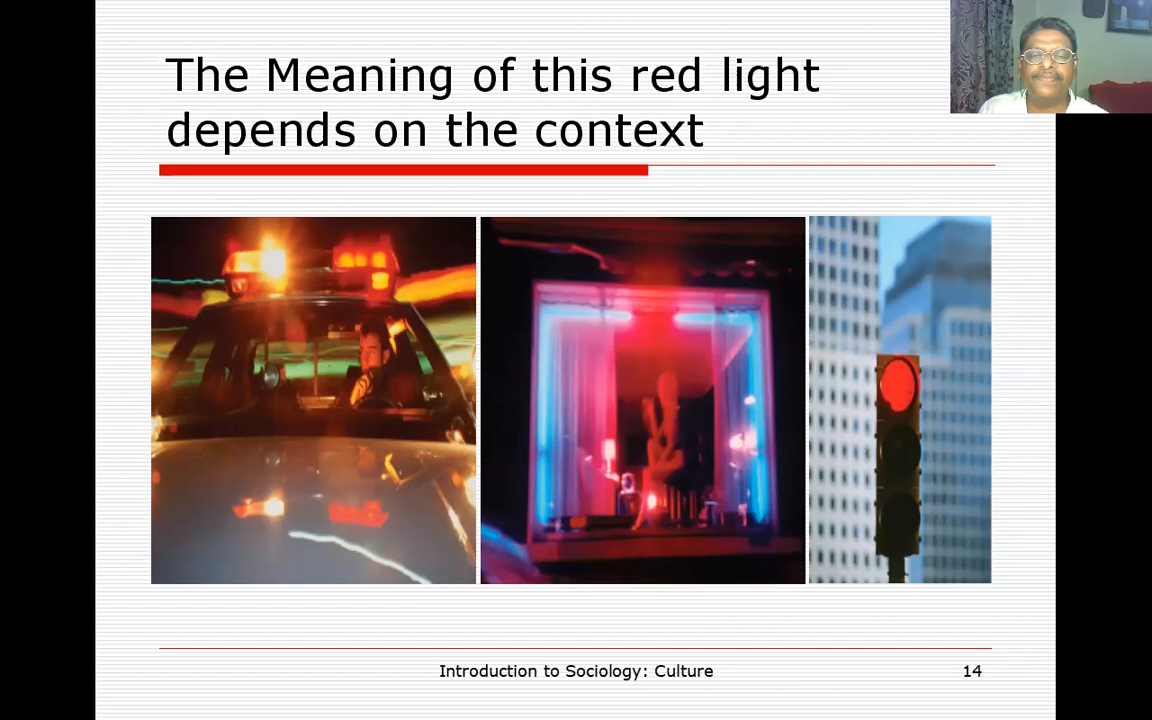 The Meaning of this red light
depends on the context
Introduction to Sociology: Culture
14